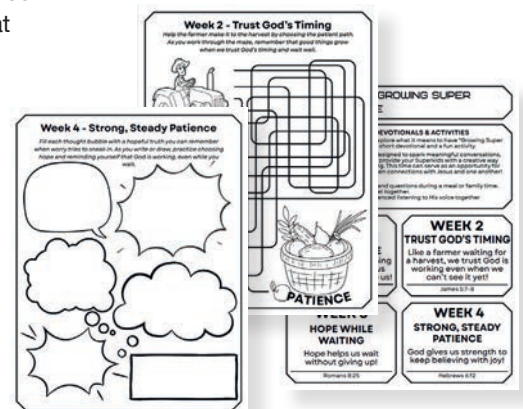 Week 2 - Trust God's Timing
Help the farmer make it to the harvest by choosing the patient path.
As you work through the maze, remember that good things grow
when we trust God's timing and wait well.
PATIENCE
Week 4 - Strong, Steady Patience
Fill each thought bubble with a hopeful truth you can remember
when worry tries to sneak in. As you write or draw, practice choosing
hope and reminding yourself that God is working, even while you
wait.
GROWING SUPER
DEVOTIONALS & ACTIVITIES
WEEK 2
TRUST GOD'S TIMING
Like a farmer waiting for
a harvest, we trust God is
working even when we
can't see it yet!
James 5:7-8
HOPE WHILE
WAITING
Hope helps us wait
without giving up!
Romans 8:25
WEEK 4
STRONG, STEADY
PATIENCE
God gives us strength to
keep believing with joy!
Hebrews 6:12